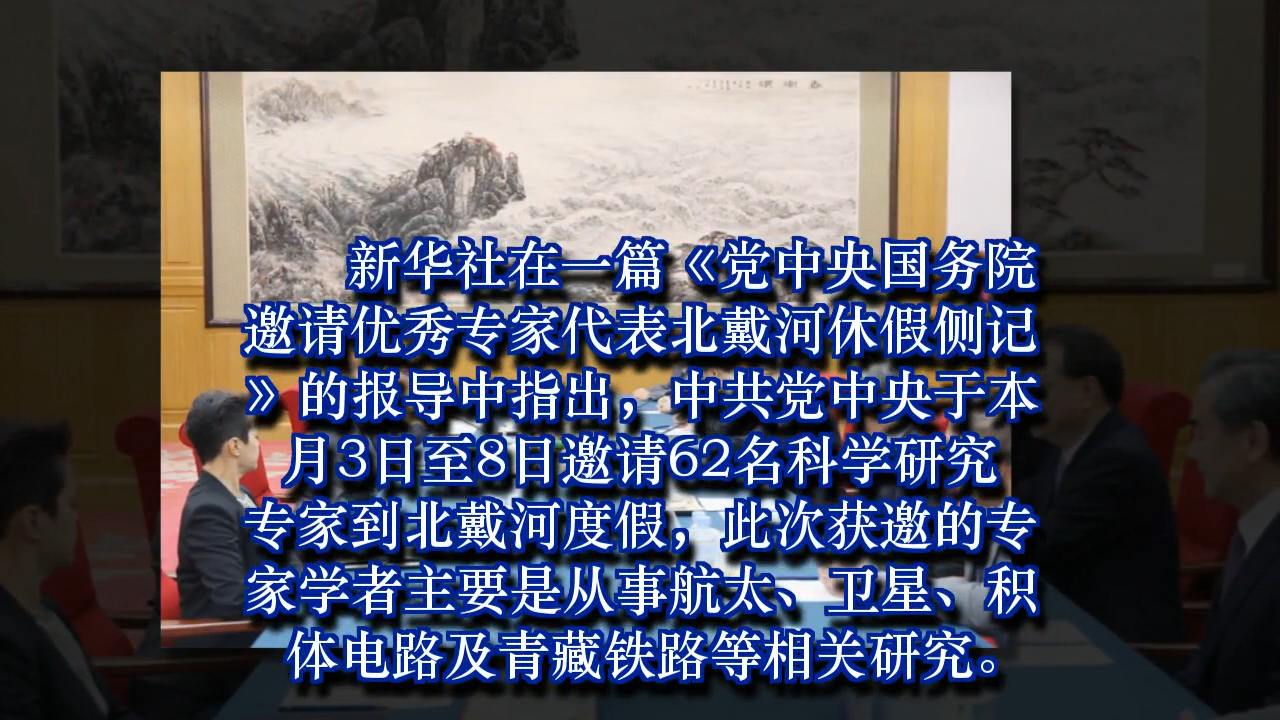 新华社在一篇《党中央国务院
邀请优秀专家代表北戴河休假侧记
》的报导中指出，中共党中央于本
月3日至8日邀请62名科学研究
专家到北戴河度假，此次获邀的专
家学者主要是从事航太、卫星、积
体电路及青藏铁路等相关研究。